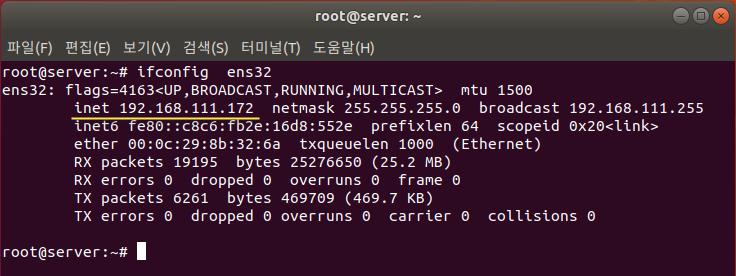 root@server: ~
파일(F) 편집(E) 보기(V) 검색(S) 터미널(T) 도움말(H)
root@server:~# ifconfig  ens32
ens32: flags=4163<UP,BROADCAST,RUNNING,MULTICAST>  mtu 1500
        inet 192.168.111.172  netmask 255.255.255.0  broadcast 192.168.111.255
        inet6 fe80::c8c6:fb2e:16d8:552e  prefixlen 64  scopeid 0x20<link>
        ether 00:0c:29:8b:32:6a  txqueuelen 1000  (Ethernet)
        RX packets 19195  bytes 25276650 (25.2 MB)
        RX errors 0  dropped 0  overruns 0  frame 0
        TX packets 6261  bytes 469709 (469.7 KB)
        TX errors 0  dropped 0 overruns 0  carrier 0  collisions 0
root@server:~#